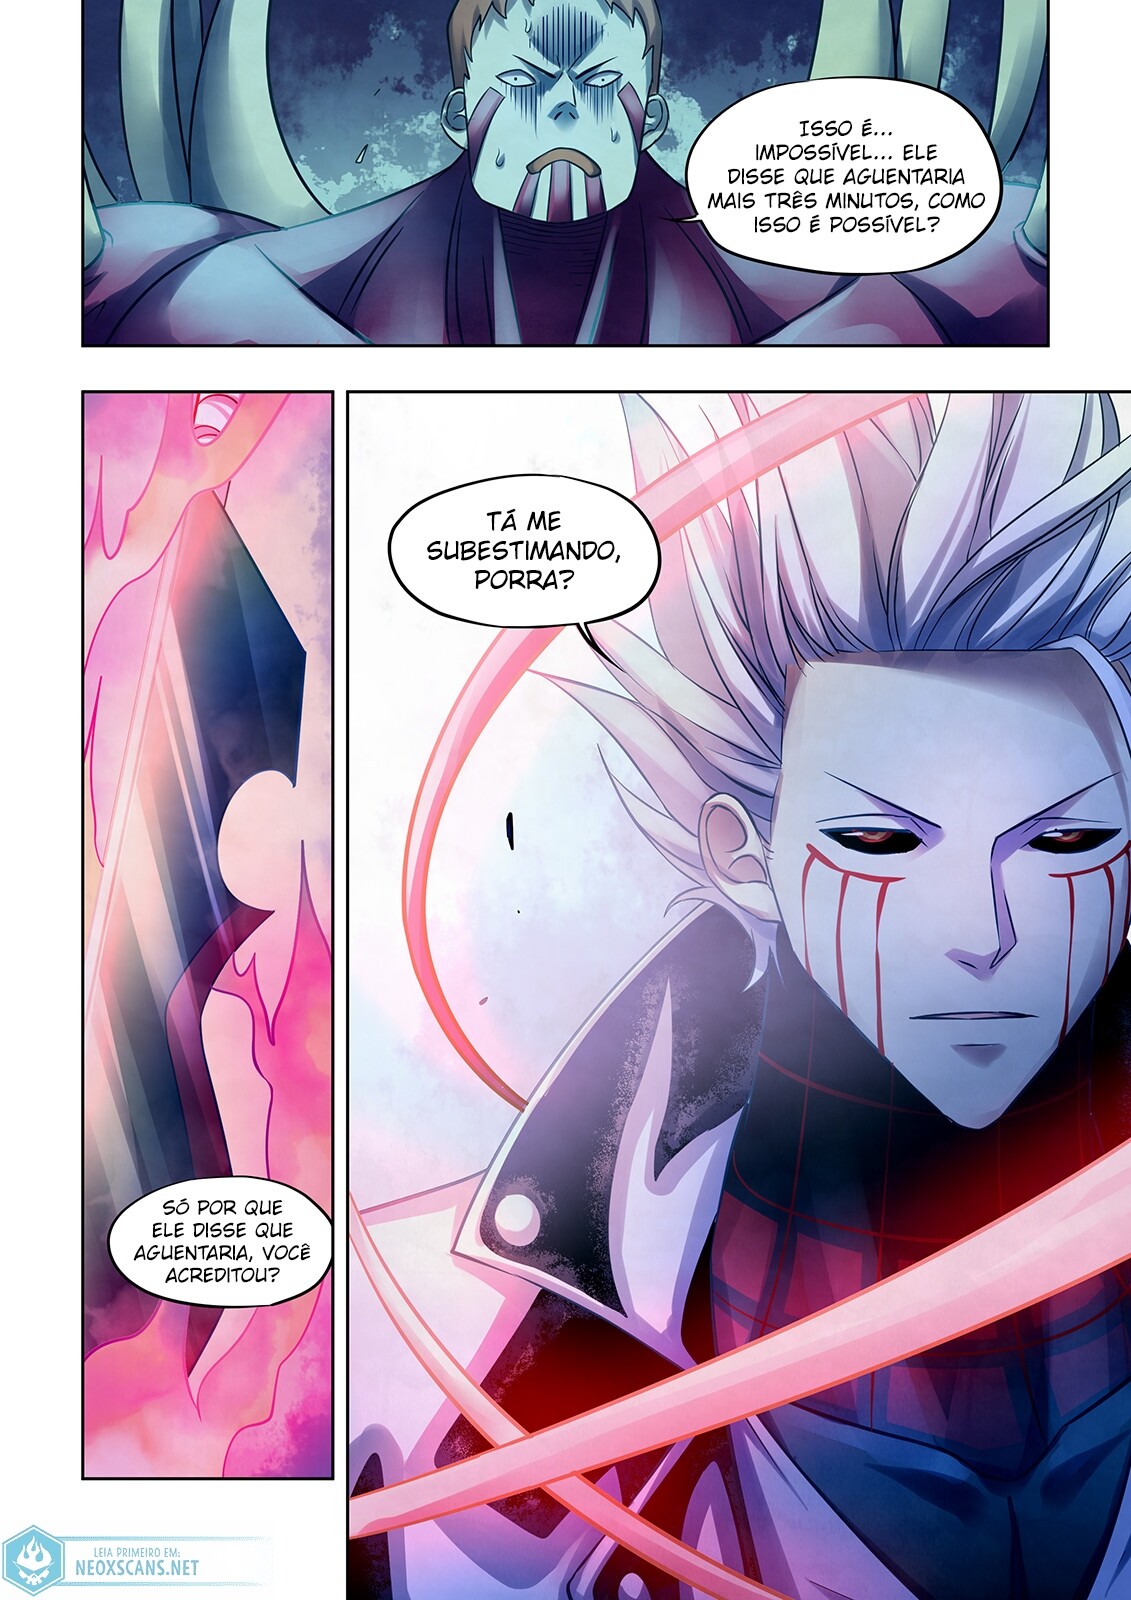 ISSO É...
IMPOSSÍVEL... ELE
DISSE QUE AGUENTARIA
MAIS TRÊS MINUTOS, COMO
ISSO É POSSÍVEL?
TÁ ME
SUBESTIMANDO,
PORRA?
SÓ POR QUE
ELE DISSE QUE
AGUENTARIA, VOCÊ
ACREDITOU?
LEIA PRIMEIRO EM:
NEOXSCANS.NET